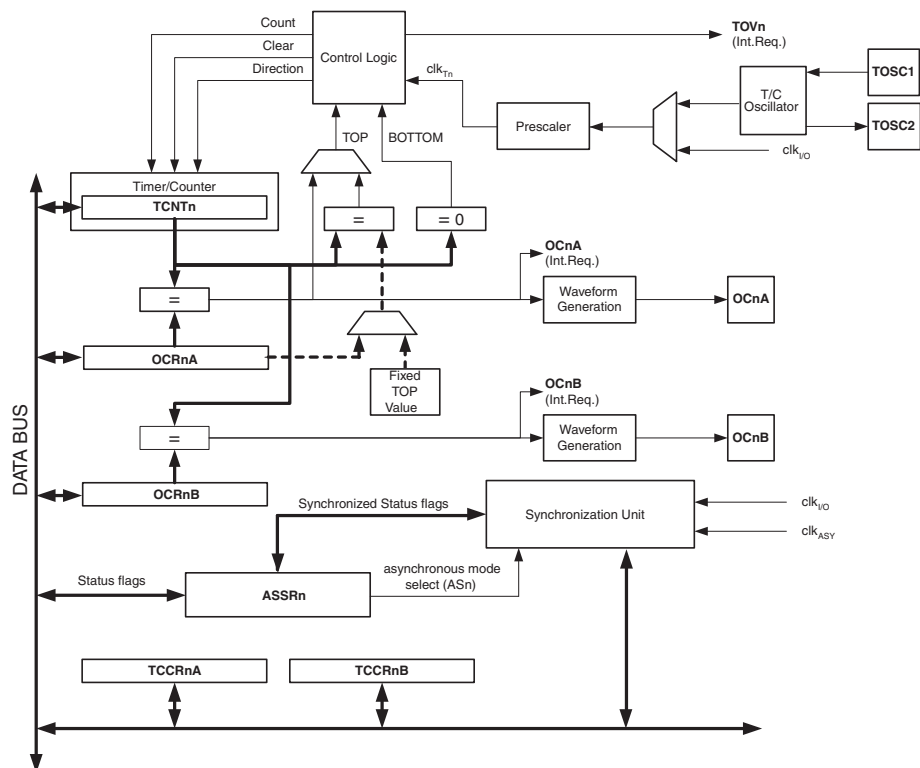 Count
Clear
Direction
Control Logic
TOVn
(Int.Req.)
clkTn
TOSC1
T/C
Oscillator
TOSC2
Prescaler
clkI/O
TOP
BOTTOM
Timer/Counter
TCNTn
=
= 0
OCnA
(Int.Req.)
=
Waveform
Generation
OCnA
OCRnA
Fixed
TOP
Value
OCnB
(Int.Req.)
=
Waveform
Generation
OCnB
DATA BUS
OCRnB
Synchronized Status flags
Synchronization Unit
clkI/O
clkASY
Status flags
ASSRn
asynchronous mode
select (ASn)
TCCRnA
TCCRnB